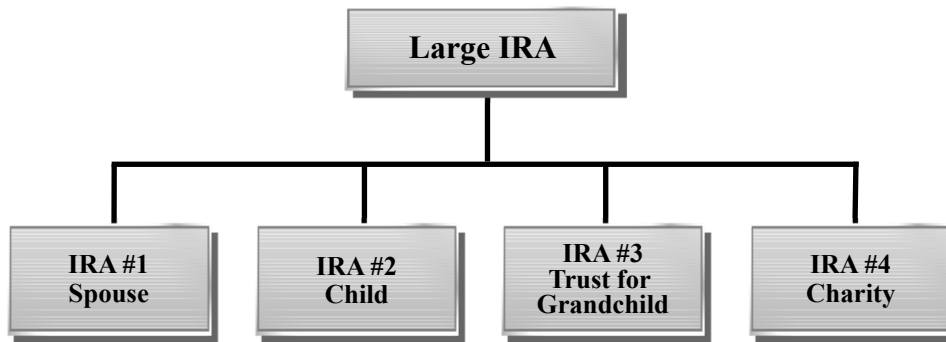 Large IRA
IRA #1
Spouse
IRA #2
Child
IRA #3
Trust for
Grandchild
IRA #4
Charity